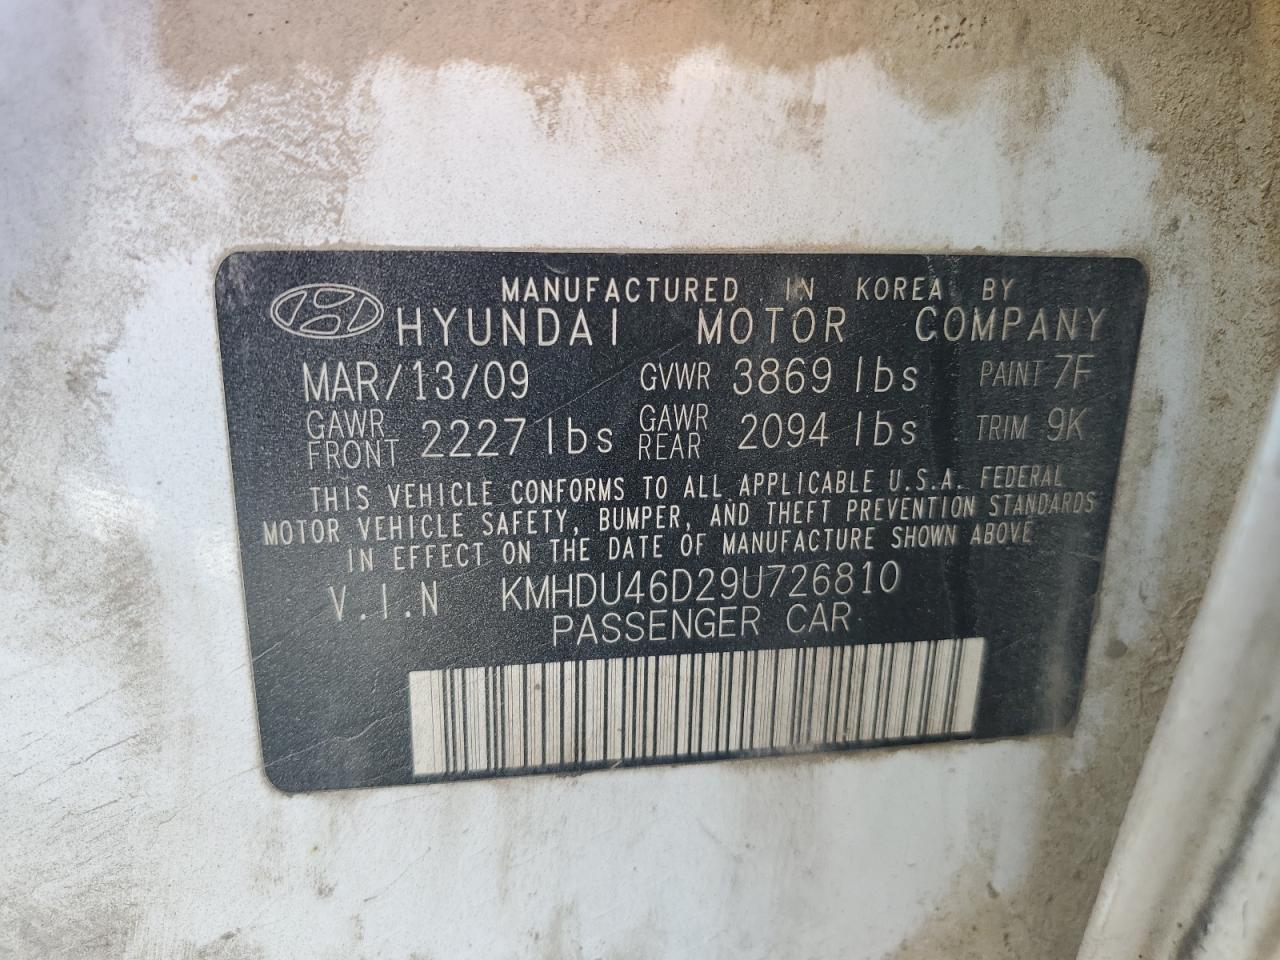 MANUFACTURED IN KOREA BY
HYUNDAI MOTOR COMPANY
MAR/13/09 GVWR 3869 lbs PAINT 7F
GAWR FRONT 2227 lbs GAWR REAR 2094 lbs TRIM 9K
THIS VEHICLE CONFORMS TO ALL APPLICABLE U.S.A. FEDERAL
MOTOR VEHICLE SAFETY, BUMPER, AND THEFT PREVENTION STANDARDS
IN EFFECT ON THE DATE OF MANUFACTURE SHOWN ABOVE
V.I.N KMHDU46D29U726810
PASSENGER CAR